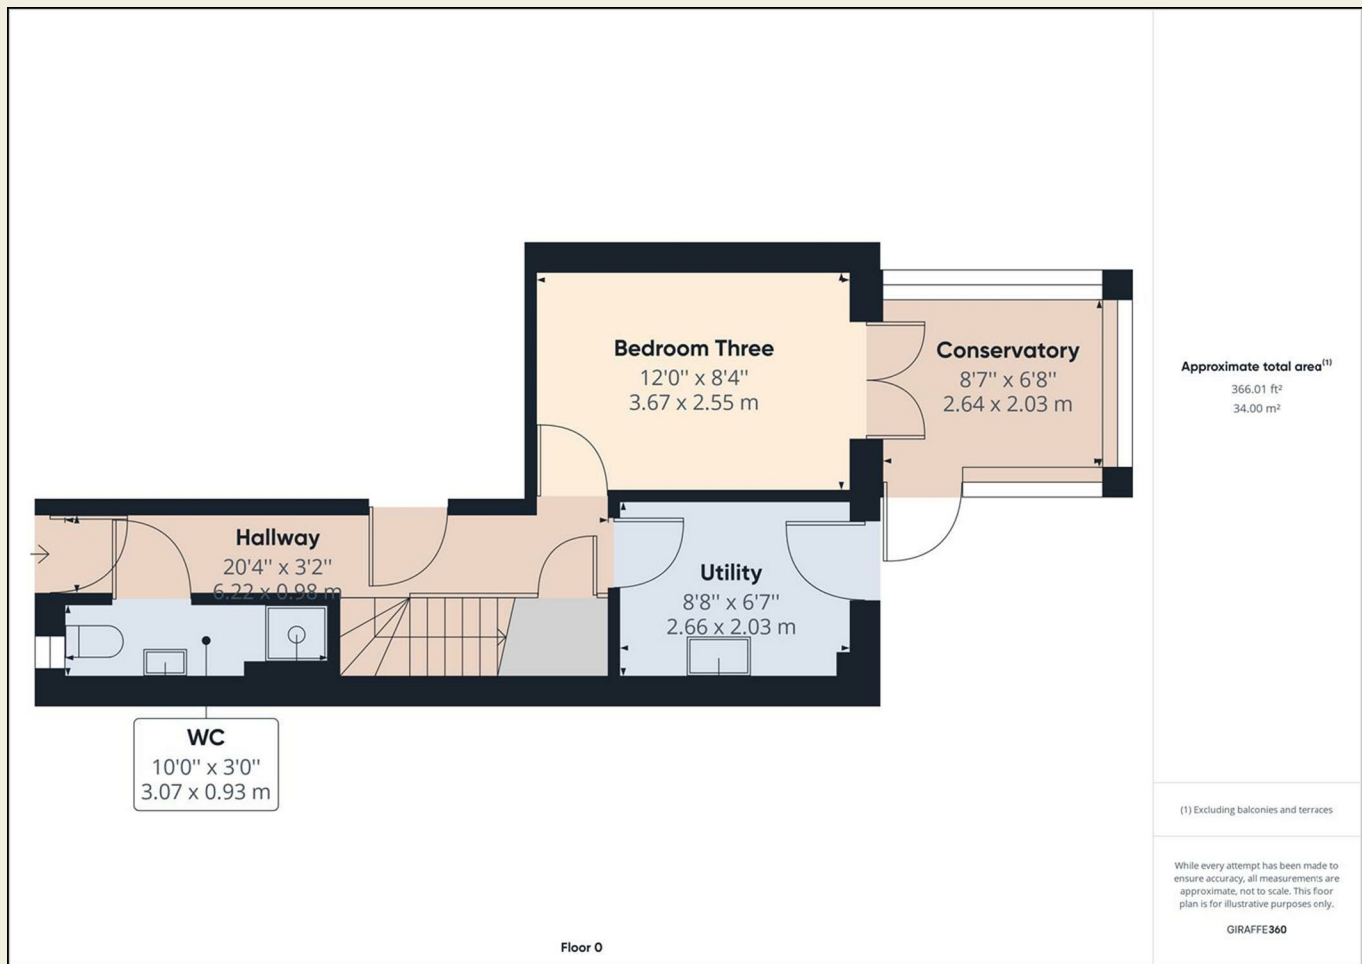 Bedroom Three
12'0'' x 8'4''
3.67 x 2.55 m
Conservatory
8'7'' x 6'8''
2.64 x 2.03 m
Hallway
20'4'' x 3'2''
6.22 x 0.98 m
Utility
8'8'' x 6'7''
2.66 x 2.03 m
WC
10'0'' x 3'0''
3.07 x 0.93 m
Floor 0
Approximate total area(1)
366.01 ft²
34.00 m²
(1) Excluding balconies and terraces
While every attempt has been made to
ensure accuracy, all measurements are
approximate, not to scale. This floor
plan is for illustrative purposes only.
GIRAFFE360